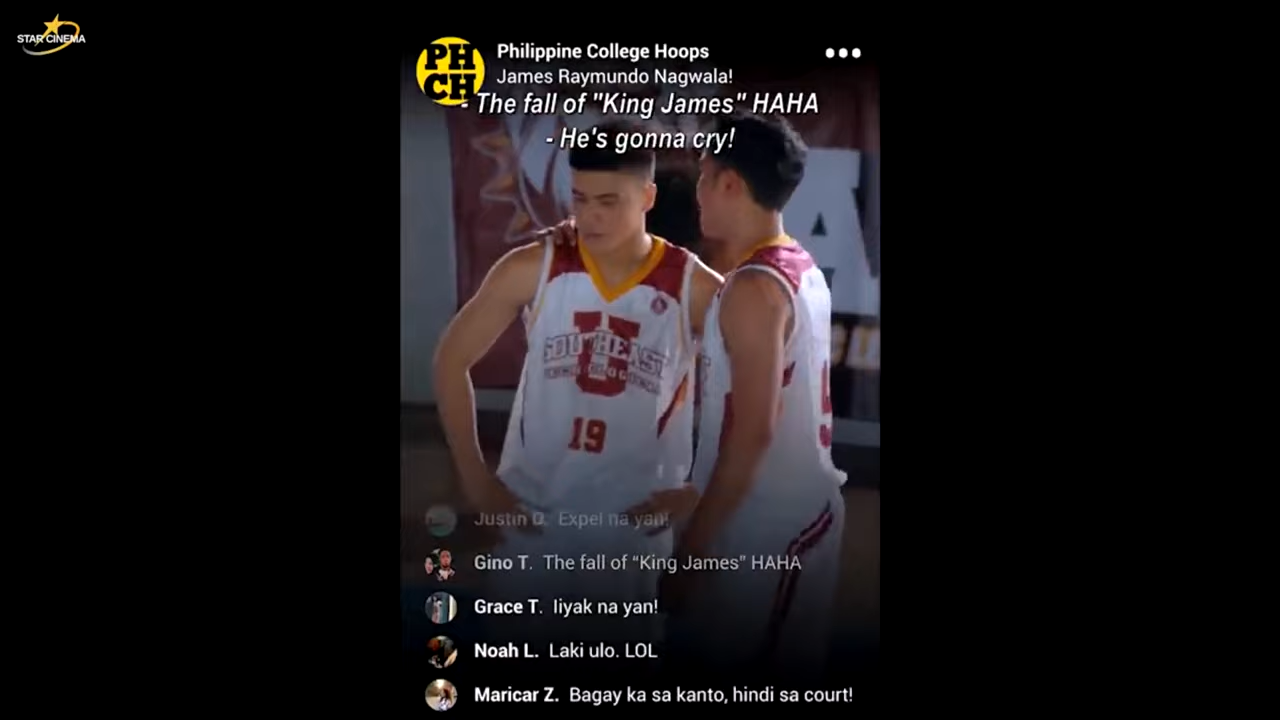 STAR CINEMA
PH
CH
Philippine College Hoops
James Raymundo Nagwala!
- The fall of "King James" HAHA
- He's gonna cry!
A
U
SOUTHEAST
19
5
Justin D. Expel na yan!
Gino T. The fall of “King James” HAHA
Grace T. Iiyak na yan!
Noah L. Laki ulo. LOL
Maricar Z. Bagay ka sa kanto, hindi sa court!